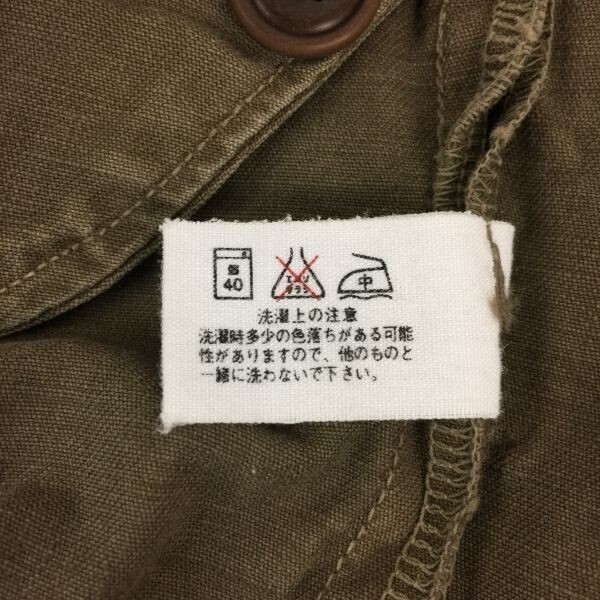 弱
40
エンソ
サラシ
中
洗濯上の注意
洗濯時多少の色落ちがある可能
性がありますので、他のものと
一緒に洗わないで下さい。